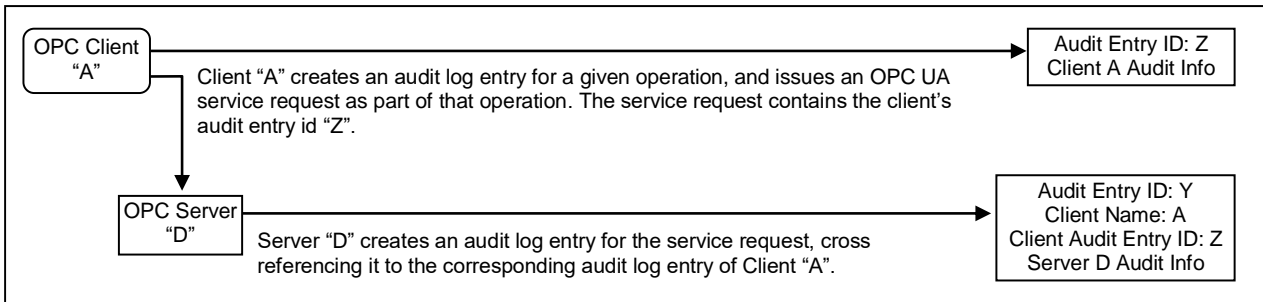 OPC Client
“A”
Audit Entry ID: Z
Client A Audit Info
Client “A” creates an audit log entry for a given operation, and issues an OPC UA
service request as part of that operation. The service request contains the client’s
audit entry id “Z”.
OPC Server
“D”
Audit Entry ID: Y
Client Name: A
Client Audit Entry ID: Z
Server D Audit Info
Server “D” creates an audit log entry for the service request, cross
referencing it to the corresponding audit log entry of Client “A”.